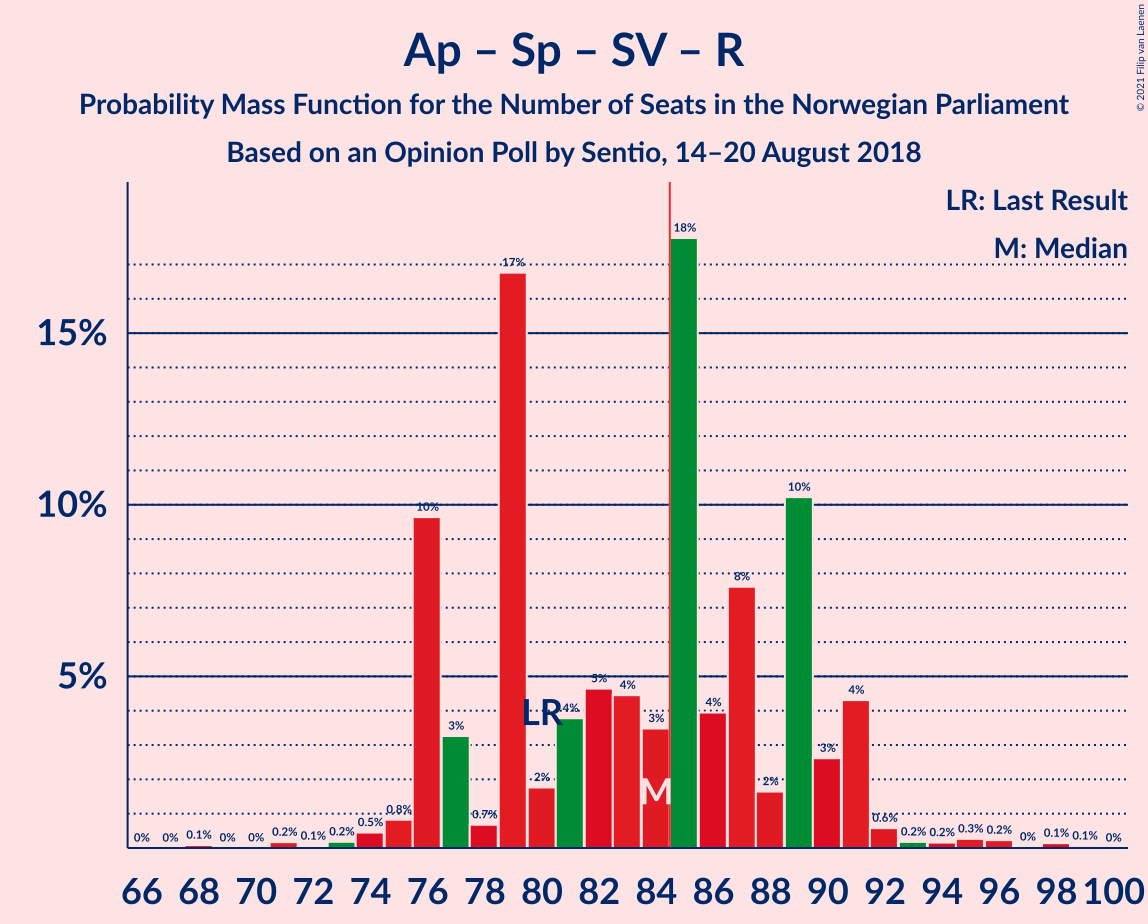 Ap – Sp – SV – R
Probability Mass Function for the Number of Seats in the Norwegian Parliament
Based on an Opinion Poll by Sentio, 14–20 August 2018
© 2021 Filip van Laenen
LR: Last Result
M: Median
15%
10%
5%
0% 0% 0.1% 0% 0% 0.2% 0.1% 0.2% 0.5% 0.8% 10% 3% 0.7% 17% 2% 4% 5% 4% 3% 18% 4% 8% 2% 10% 3% 4% 0.6% 0.2% 0.2% 0.3% 0.2% 0% 0.1% 0.1% 0%
LR
M
66 68 70 72 74 76 78 80 82 84 86 88 90 92 94 96 98 100